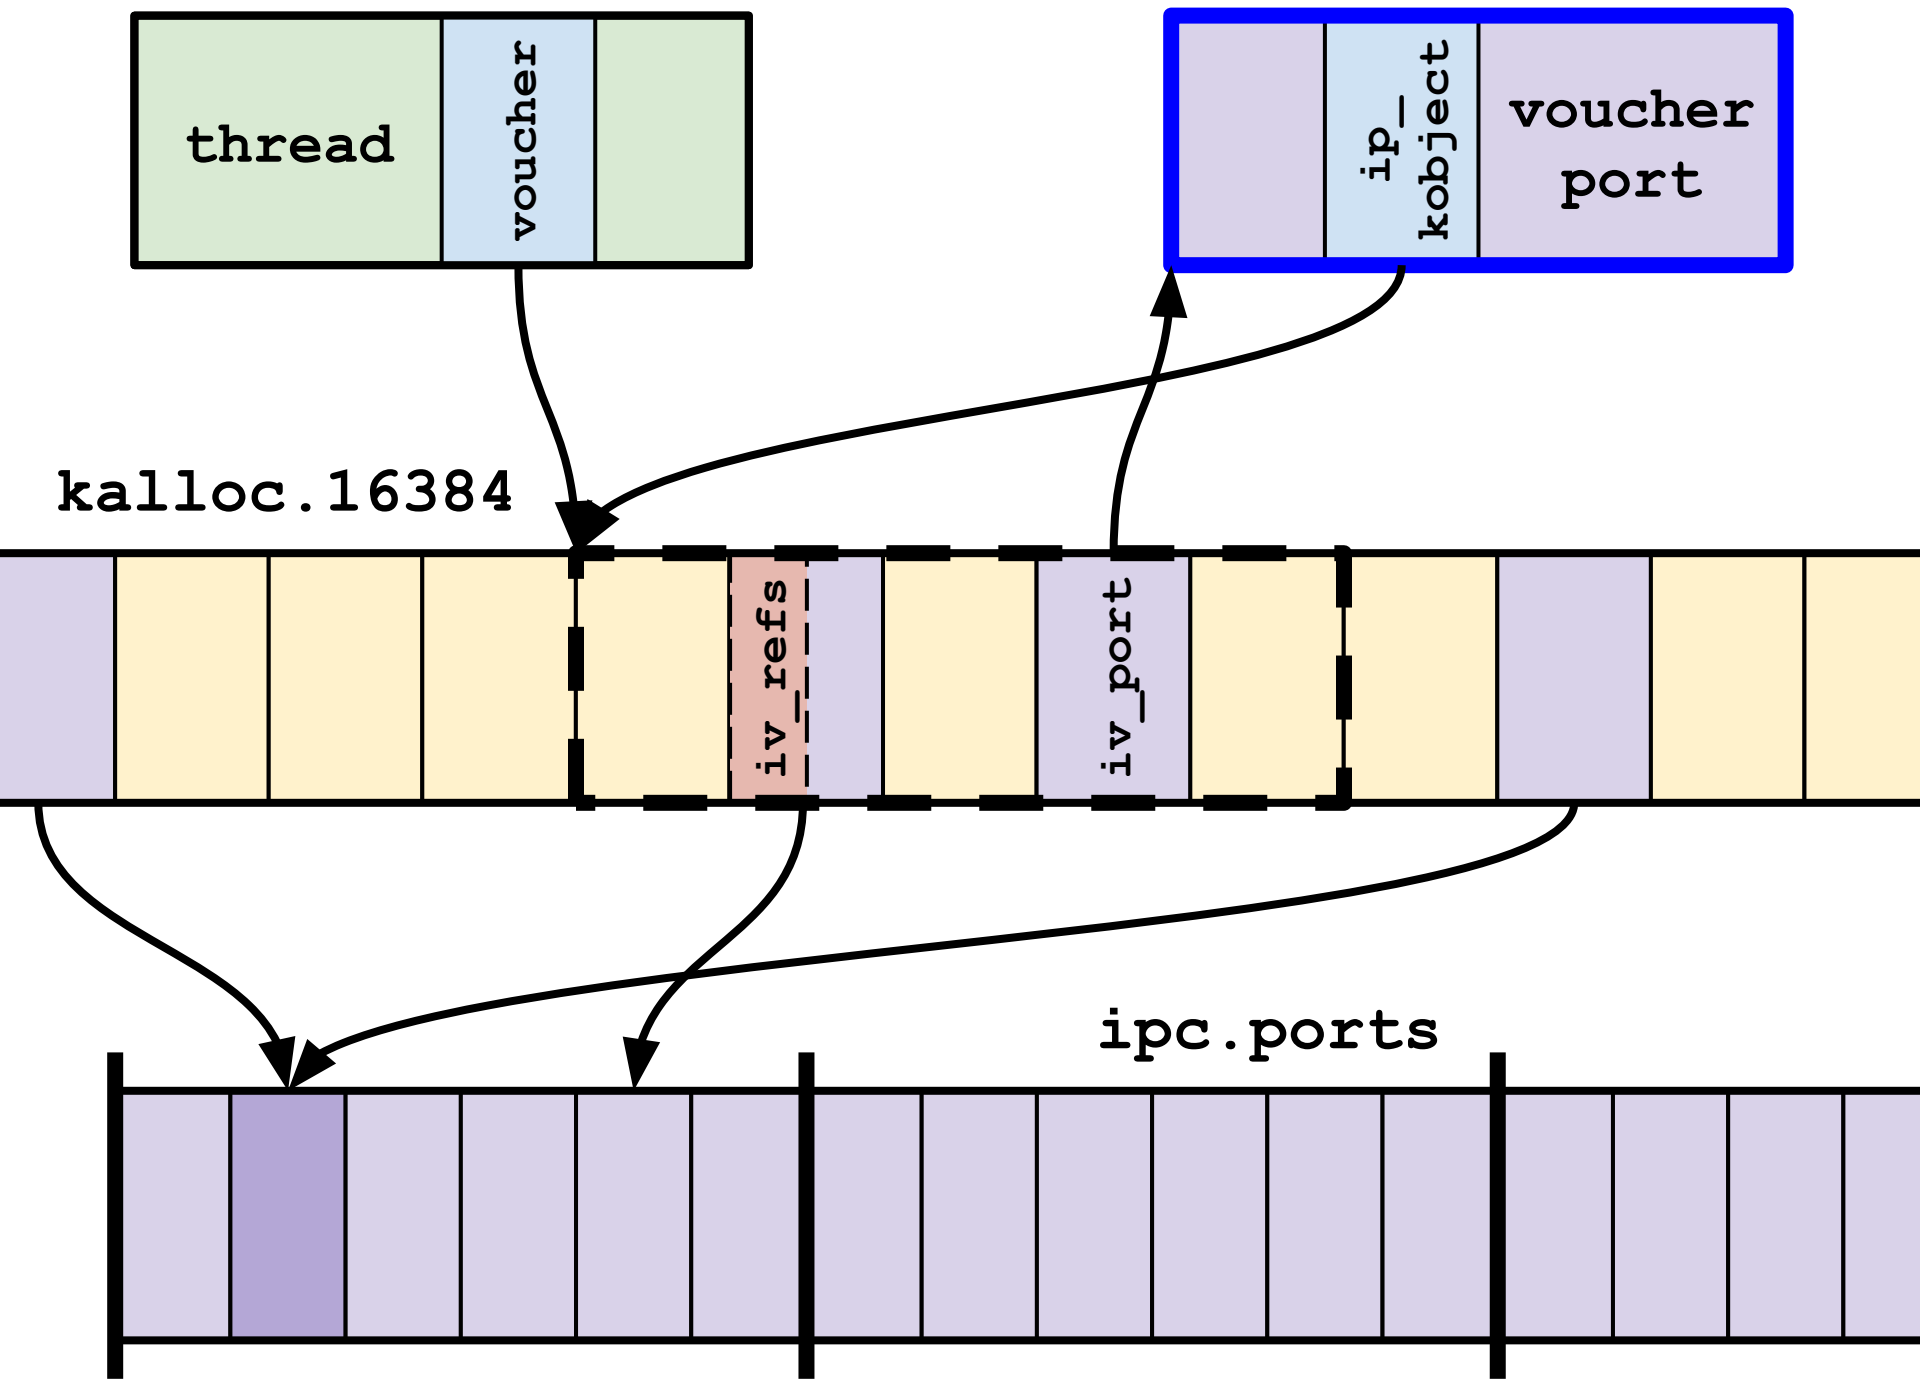 thread
voucher
ip_
kobject
voucher
port
kalloc.16384
iv_refs
iv_port
ipc.ports